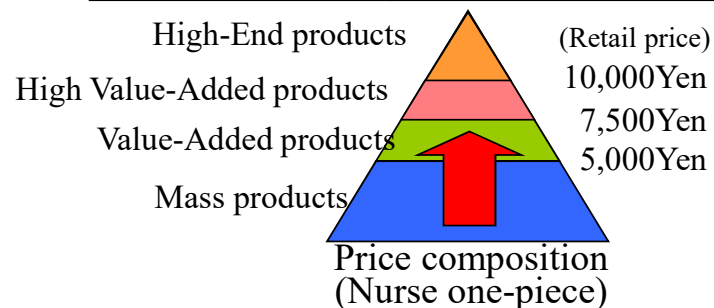 High-End products
(Retail price)
10,000Yen
High Value-Added products
7,500Yen
Value-Added products
5,000Yen
Mass products
Price composition
(Nurse one-piece)